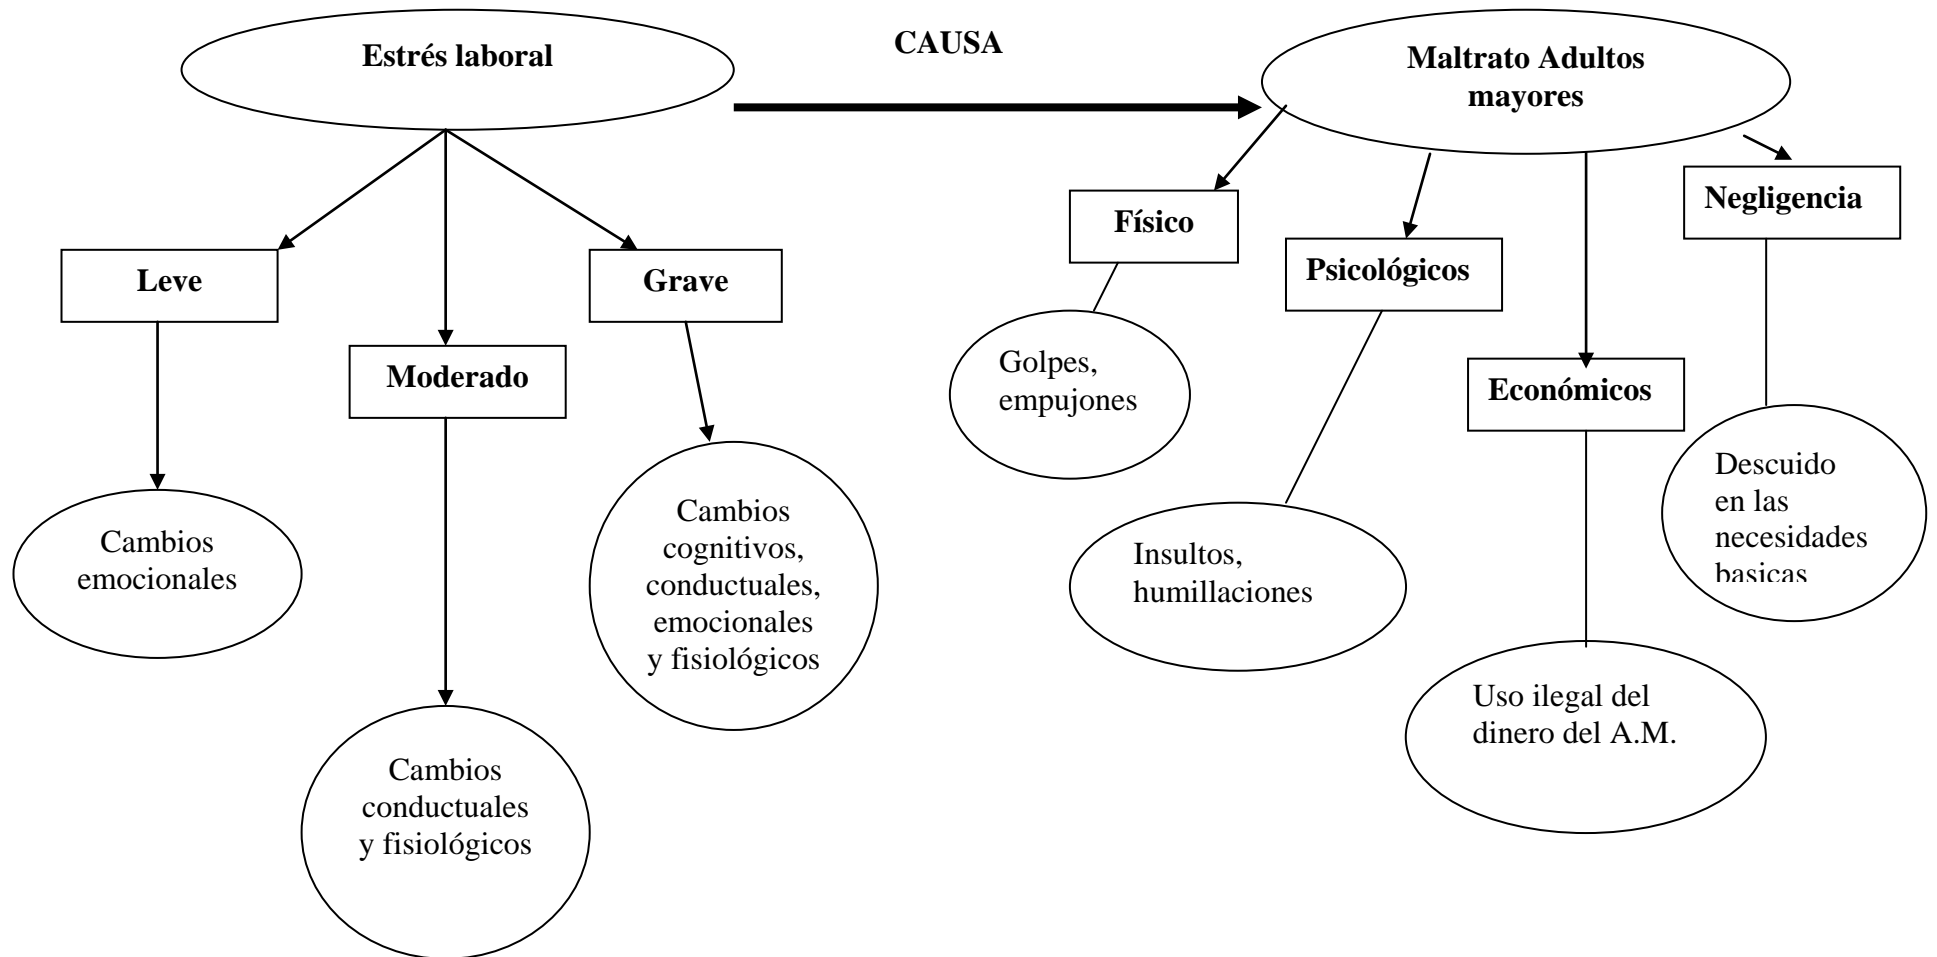 Estrés laboral
CAUSA
Maltrato Adultos
mayores
Leve
Moderado
Grave
Cambios
emocionales
Cambios
conductuales
y fisiológicos
Cambios
cognitivos,
conductuales,
emocionales
y fisiológicos
Físico
Psicológicos
Económicos
Negligencia
Golpes,
empujones
Insultos,
humillaciones
Uso ilegal del
dinero del A.M.
Descuido
en las
necesidades
basicas